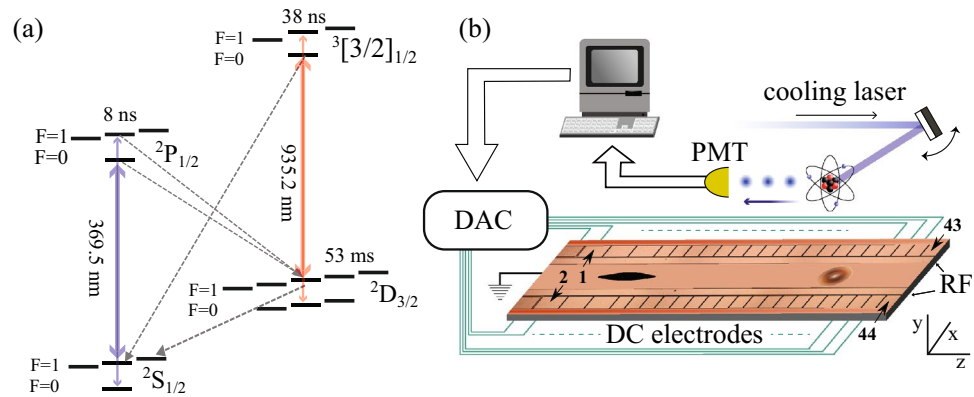 (a)
38 ns
F=1
F=0
³[3/2]₁/₂
8 ns
F=1
F=0
²P₁/₂
369.5 nm
935.2 nm
53 ms
F=1
F=0
²D₃/₂
F=1
F=0
²S₁/₂
(b)
cooling laser
PMT
DAC
43
2
1
RF
44
DC electrodes
y
x
z